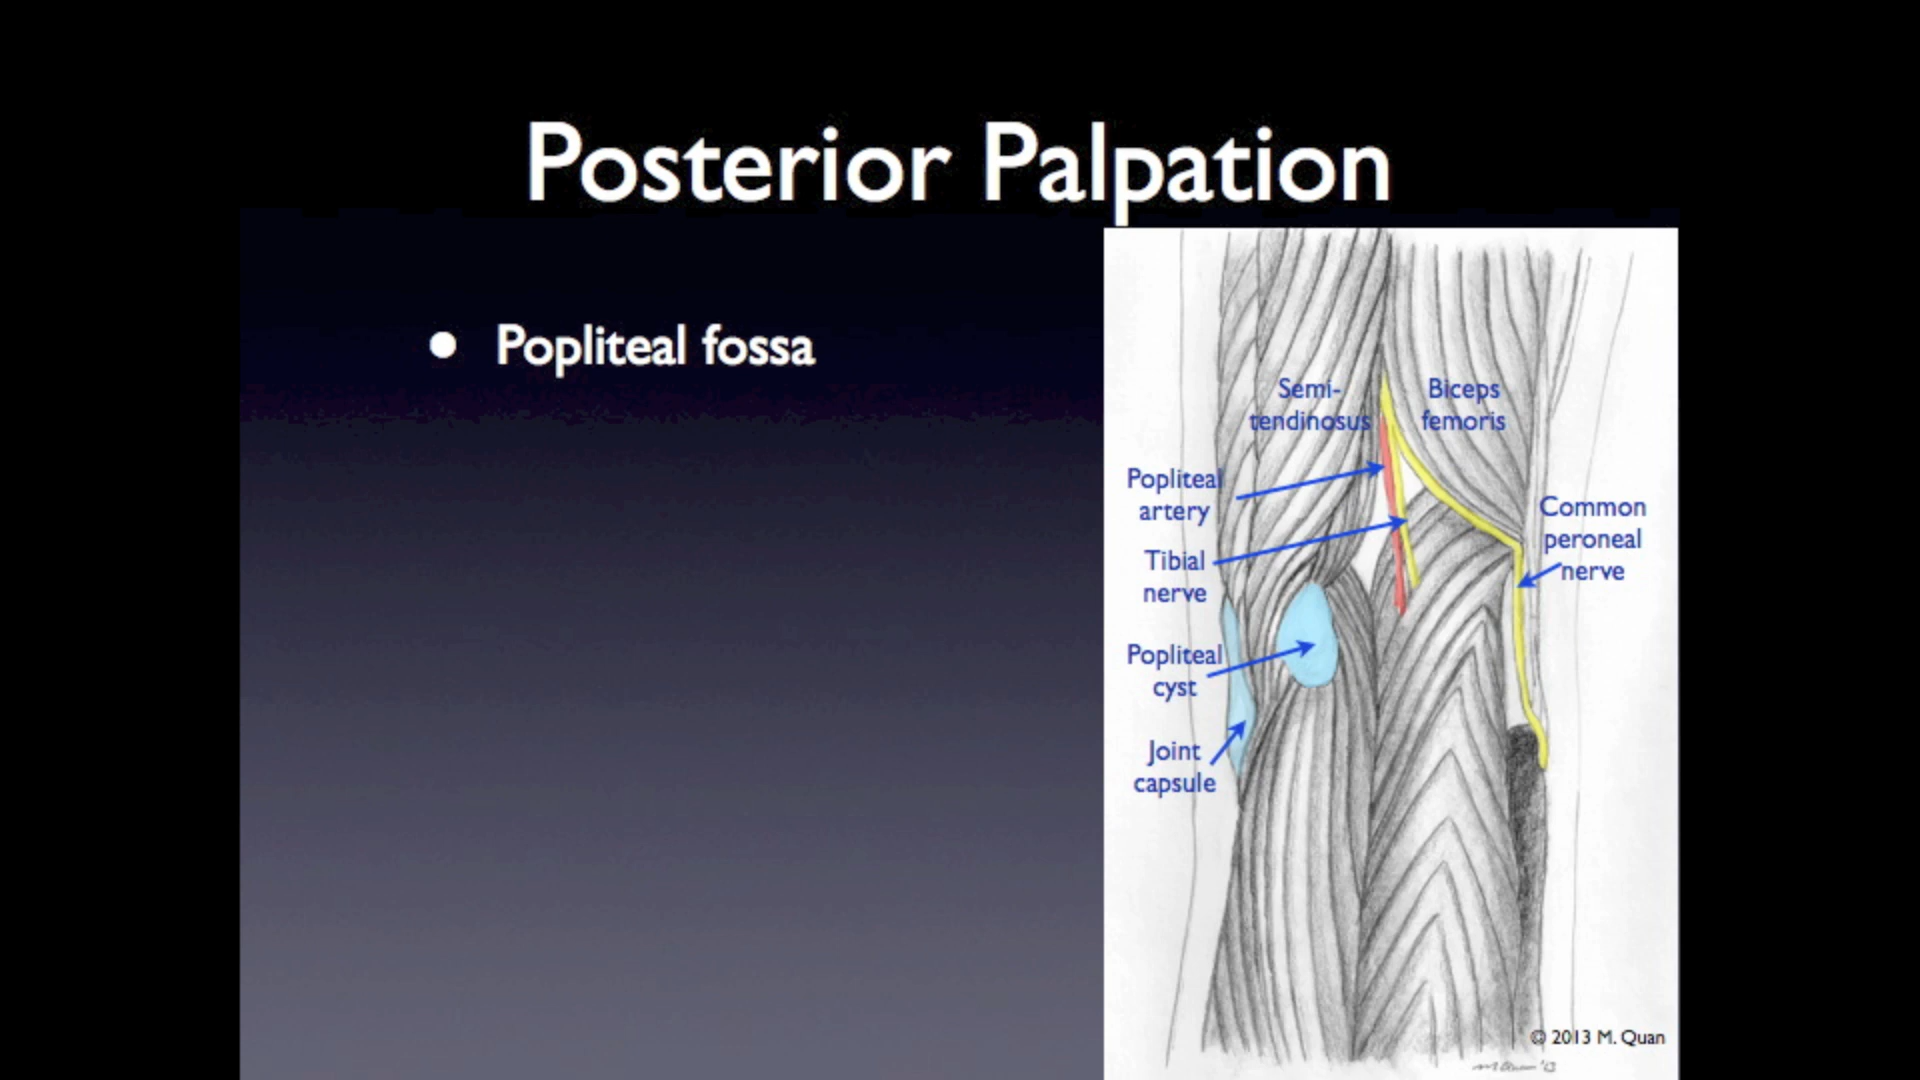 Posterior Palpation
● Popliteal fossa
Semi-
tendinosus
Biceps
femoris
Popliteal
artery
Common
peroneal
nerve
Tibial
nerve
Popliteal
cyst
Joint
capsule
© 2013 M. Quan